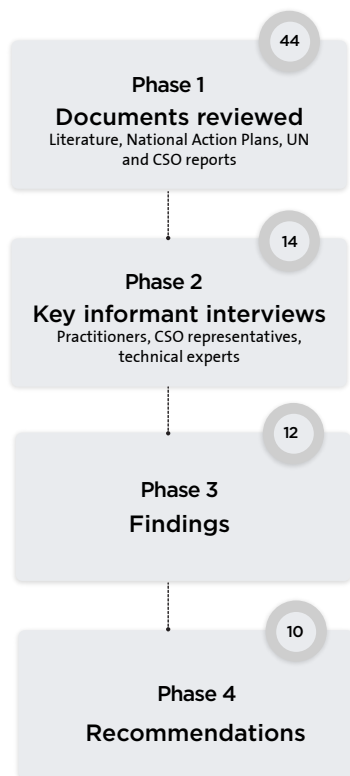 44
Phase 1
Documents reviewed
Literature, National Action Plans, UN
and CSO reports
14
Phase 2
Key informant interviews
Practitioners, CSO representatives,
technical experts
12
Phase 3
Findings
10
Phase 4
Recommendations